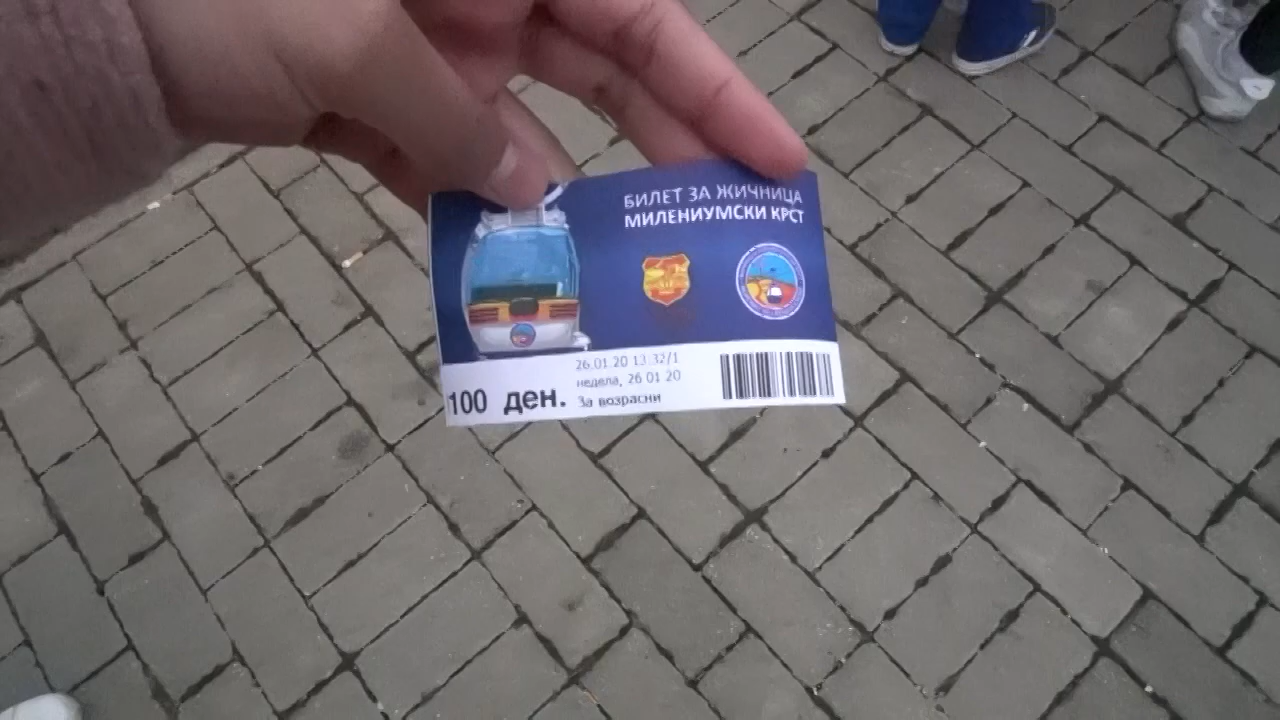 БИЛЕТ ЗА ЖИЧНИЦА
МИЛЕНИУМСКИ КРСТ
26.01.20 13:32/1
недела, 26 01 20
100 ден.
За возрасни